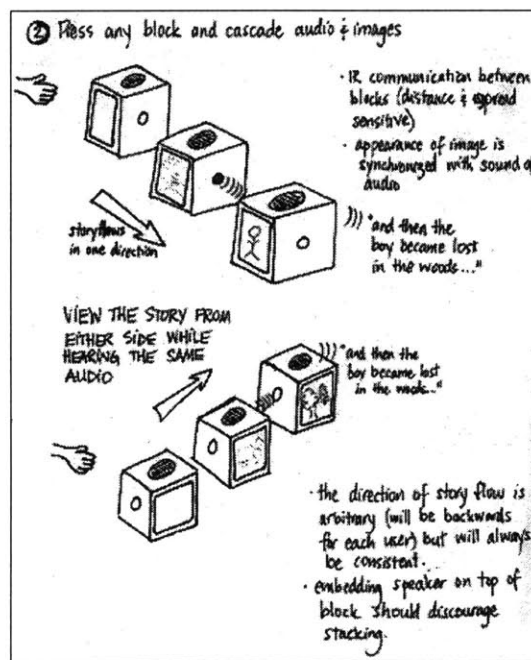 ② Press any block and cascade audio & images
· IR communication between
blocks (distance & spread
sensitive)
· appearance of image is
synchronized with sound of
audio
storyflows
in one direction
"and then the
boy became lost
in the woods..."
VIEW THE STORY FROM
EITHER SIDE WHILE
HEARING THE SAME
AUDIO
"and then the
boy became lost
in the woods..."
· the direction of story flow is
arbitrary (will be backwards
for each user) but will always
be consistent...
· embedding speaker on top of
block should discourage
stacking.